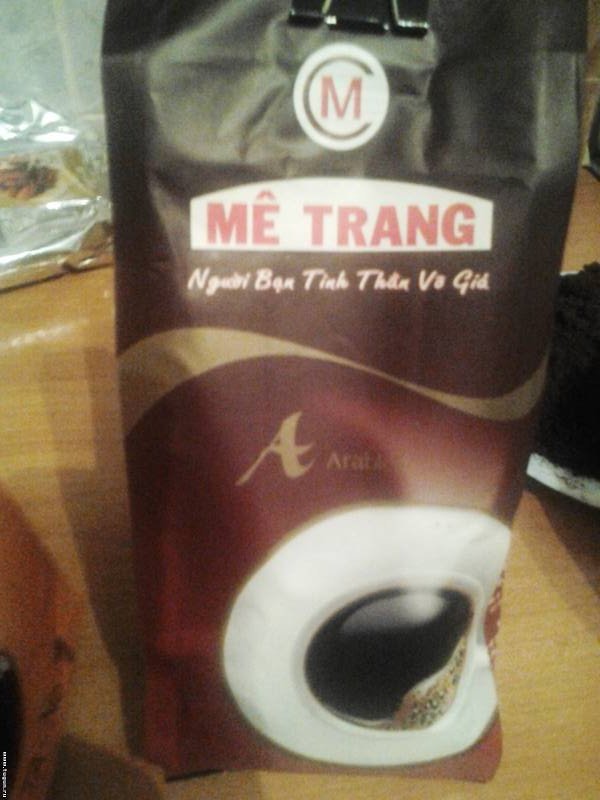 M
MÊ TRANG
Người Bạn Tinh Thần Vô Giá
A